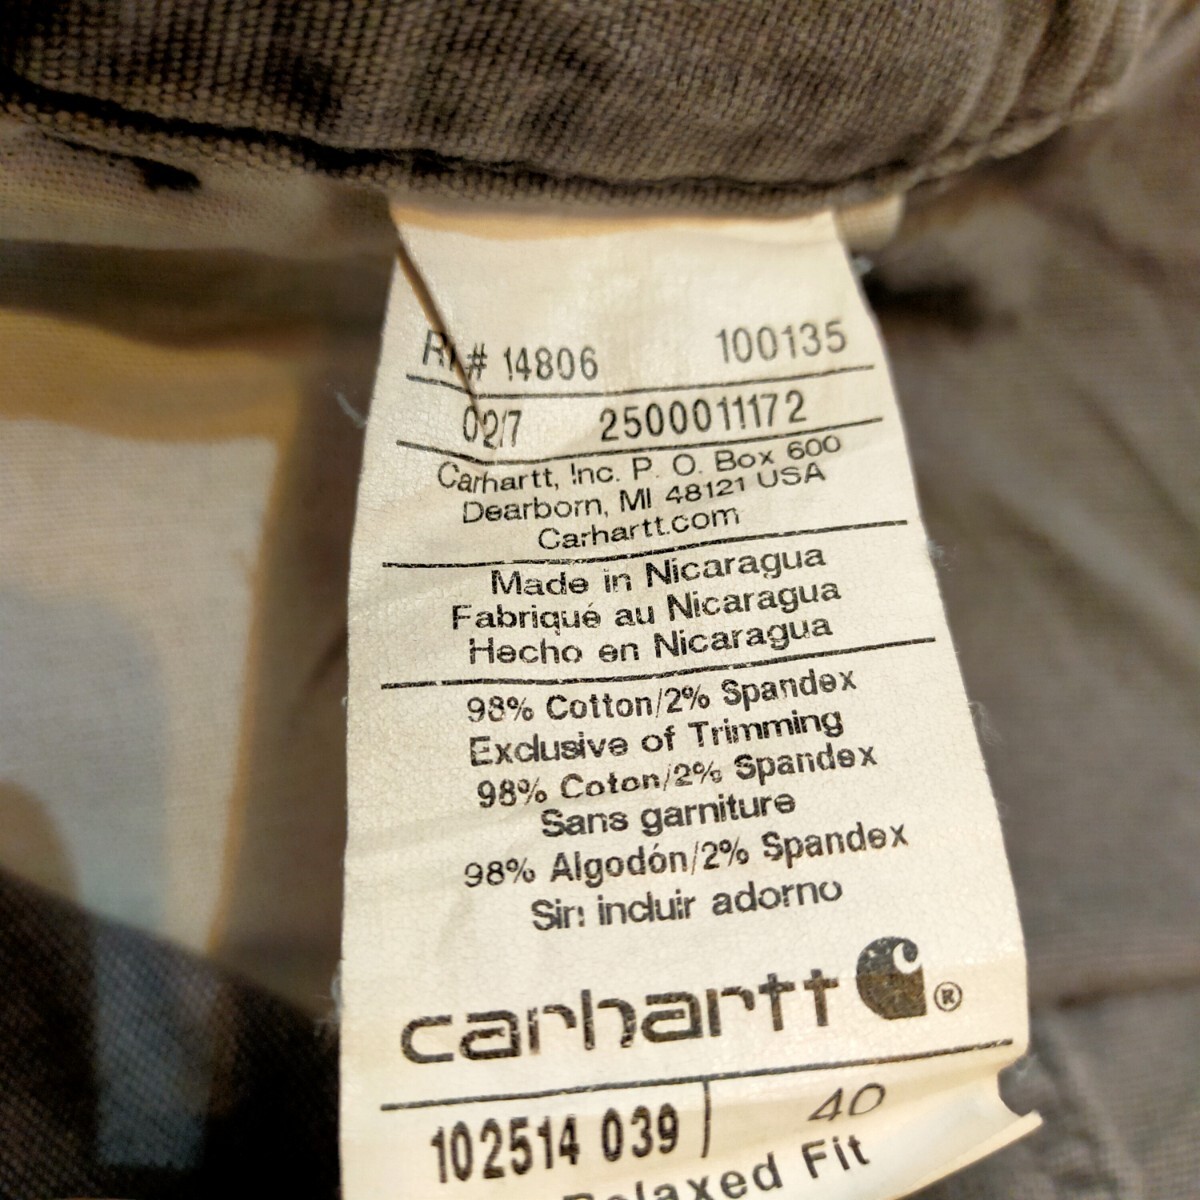 RN# 14806 100135
02/7 2500011172
Carhartt, Inc. P. O. Box 600
Dearborn, MI 48121 USA
Carhartt.com
Made in Nicaragua
Fabriqué au Nicaragua
Hecho en Nicaragua
98% Cotton/2% Spandex
Exclusive of Trimming
98% Coton/2% Spandex
Sans garniture
98% Algodón/2% Spandex
Sin incluir adorno
carhartt ®
102514 039 40
Relaxed Fit